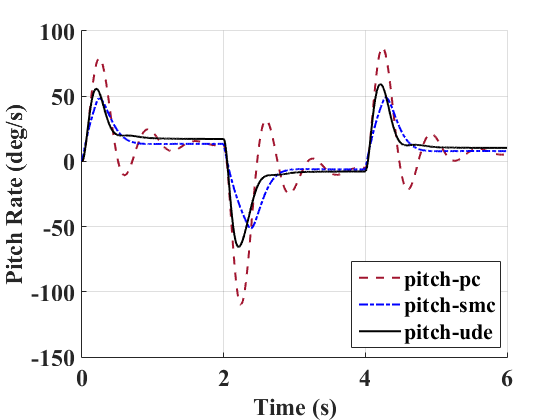 100
50
0
-50
-100
-150
Pitch Rate (deg/s)
pitch-pc
pitch-smc
pitch-ude
0 2 4 6
Time (s)